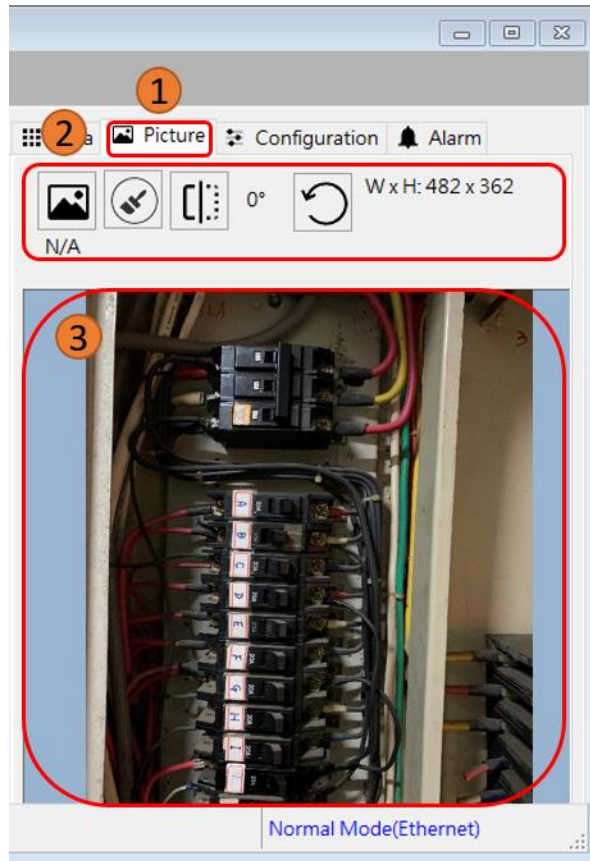 1
2 a Picture Configuration Alarm
0° W x H: 482 x 362
N/A
3
A
B
C
D
E
F
G
H
I
Normal Mode(Ethernet)